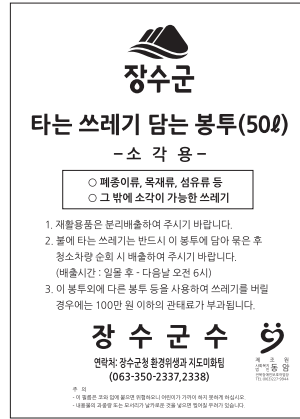 장수군
타는 쓰레기 담는 봉투(50ℓ)
– 소 각 용 –
○ 폐종이류, 목재류, 섬유류 등
○ 그 밖에 소각이 가능한 쓰레기
1. 재활용품은 분리배출하여 주시기 바랍니다.
2. 불에 타는 쓰레기는 반드시 이 봉투에 담아 묶은 후
청소차량 순회 시 배출하여 주시기 바랍니다.
(배출시간 : 일몰 후 - 다음날 오전 6시)
3. 이 봉투외에 다른 봉투 등을 사용하여 쓰레기를 버릴
경우에는 100만 원 이하의 과태료가 부과됩니다.
장 수 군 수
연락처: 장수군청 환경위생과 지도미화팀
(063-350-2337,2338)
제 조 원
동암
주 의